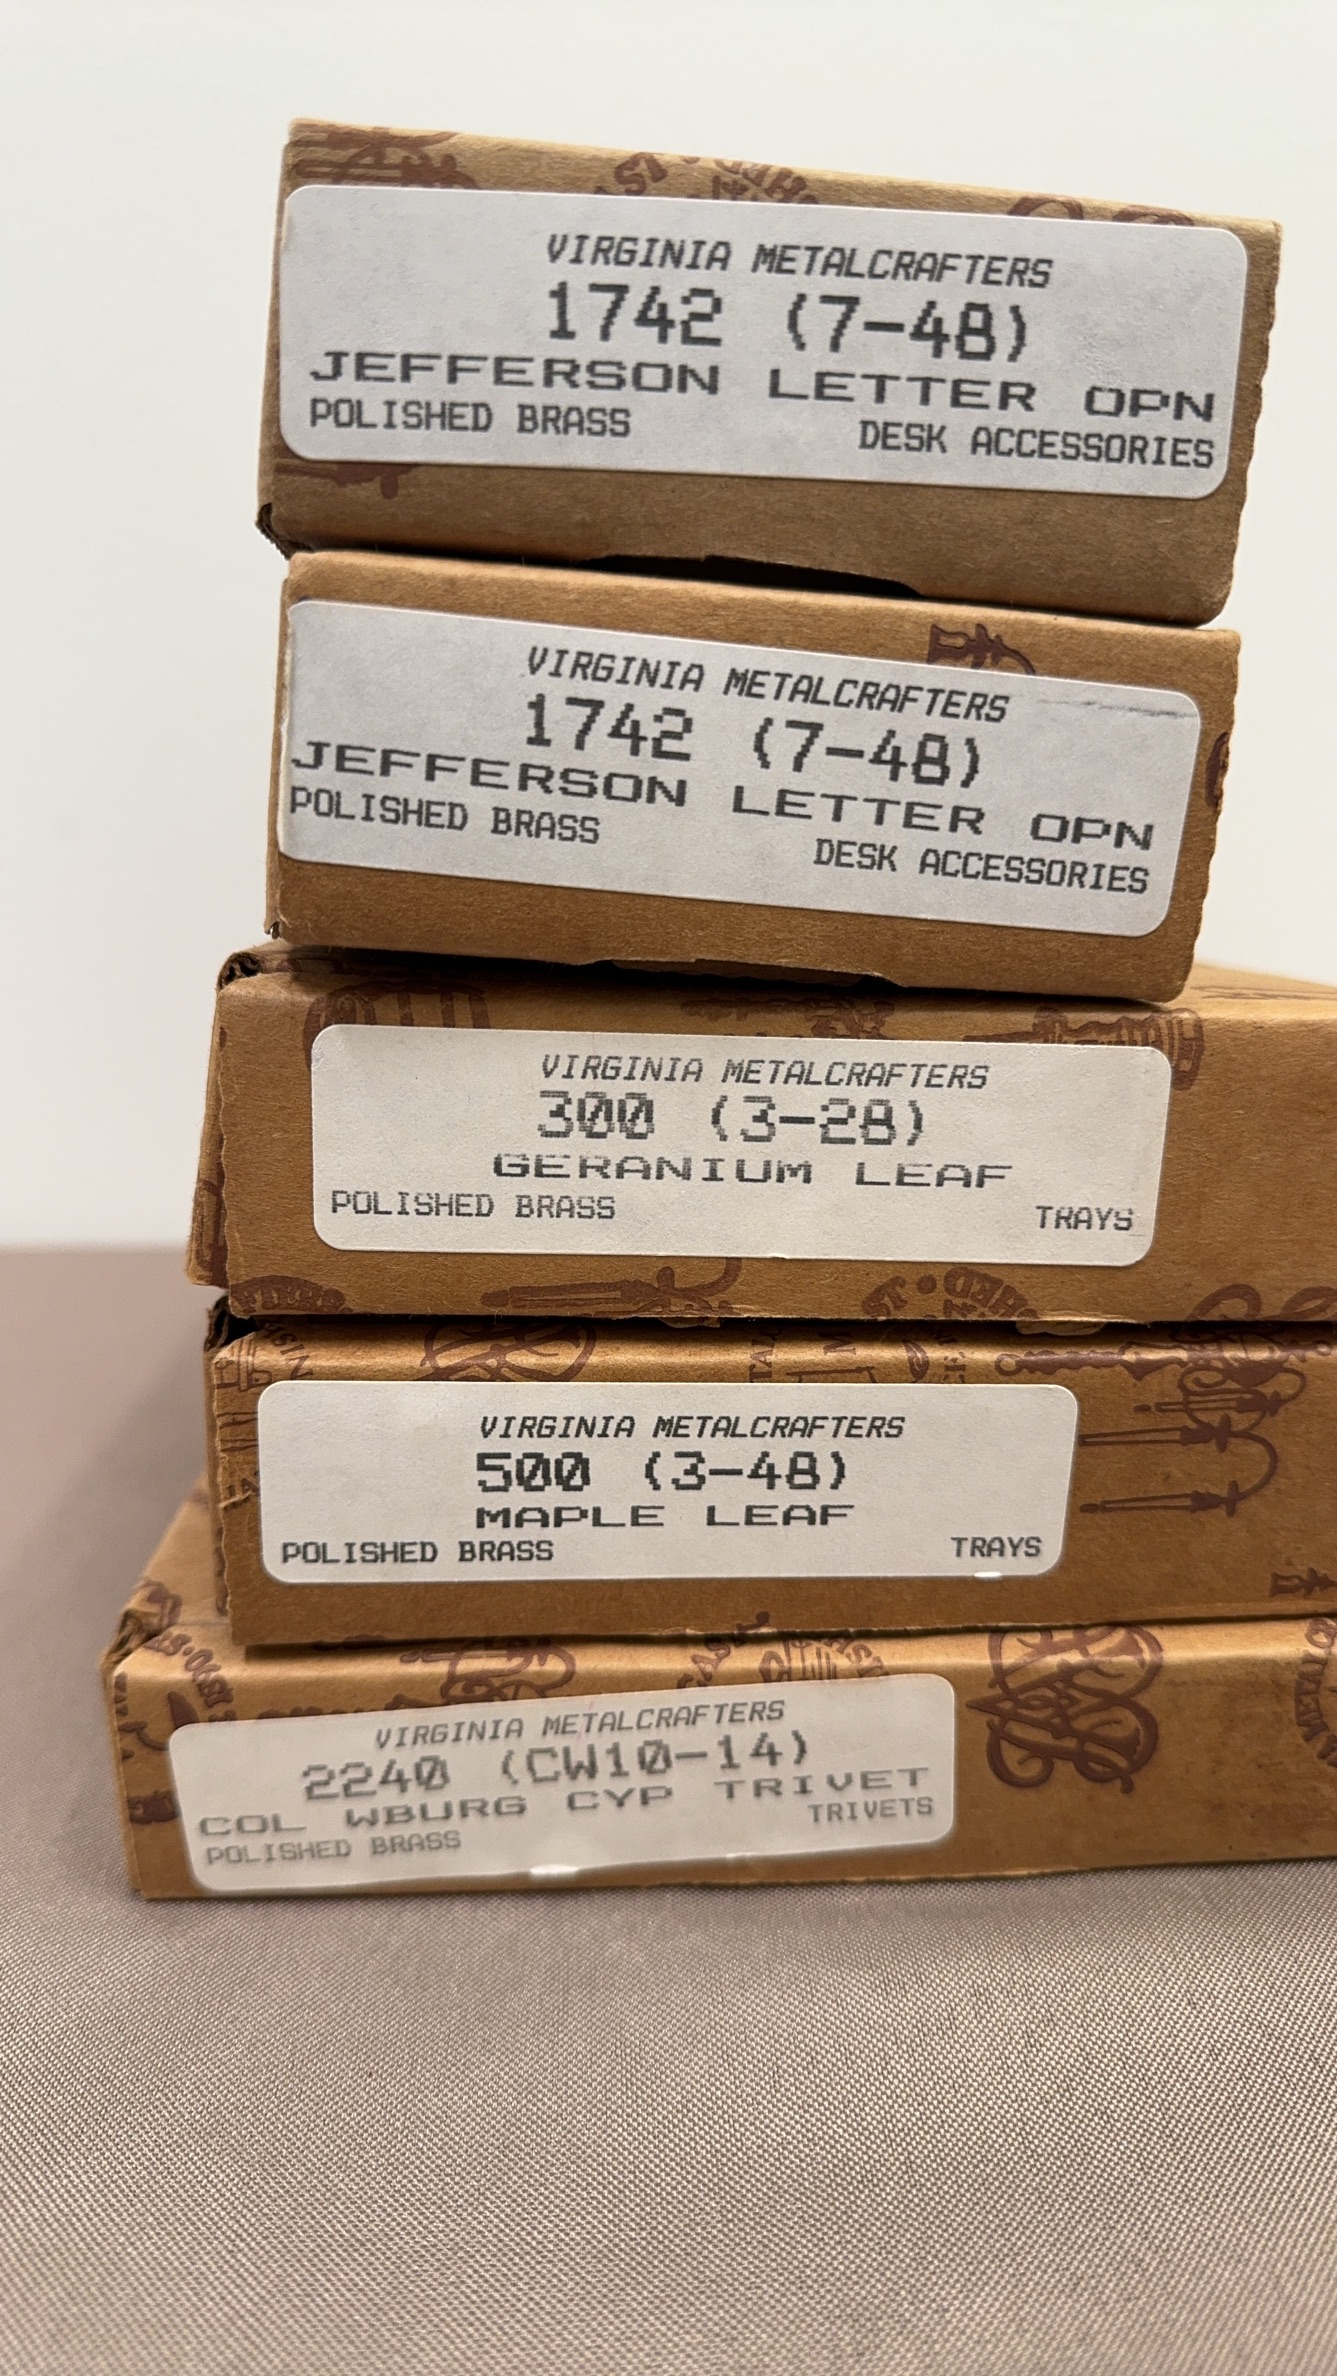 VIRGINIA METALCRAFTERS
1742 (7-48)
JEFFERSON LETTER OPN
POLISHED BRASS DESK ACCESSORIES
VIRGINIA METALCRAFTERS
1742 (7-48)
JEFFERSON LETTER OPN
POLISHED BRASS DESK ACCESSORIES
VIRGINIA METALCRAFTERS
300 (3-28)
GERANIUM LEAF
POLISHED BRASS TRAYS
VIRGINIA METALCRAFTERS
500 (3-48)
MAPLE LEAF
POLISHED BRASS TRAYS
VIRGINIA METALCRAFTERS
2240 (CW10-14)
COL WBURG CYP TRIVET
POLISHED BRASS TRIVETS